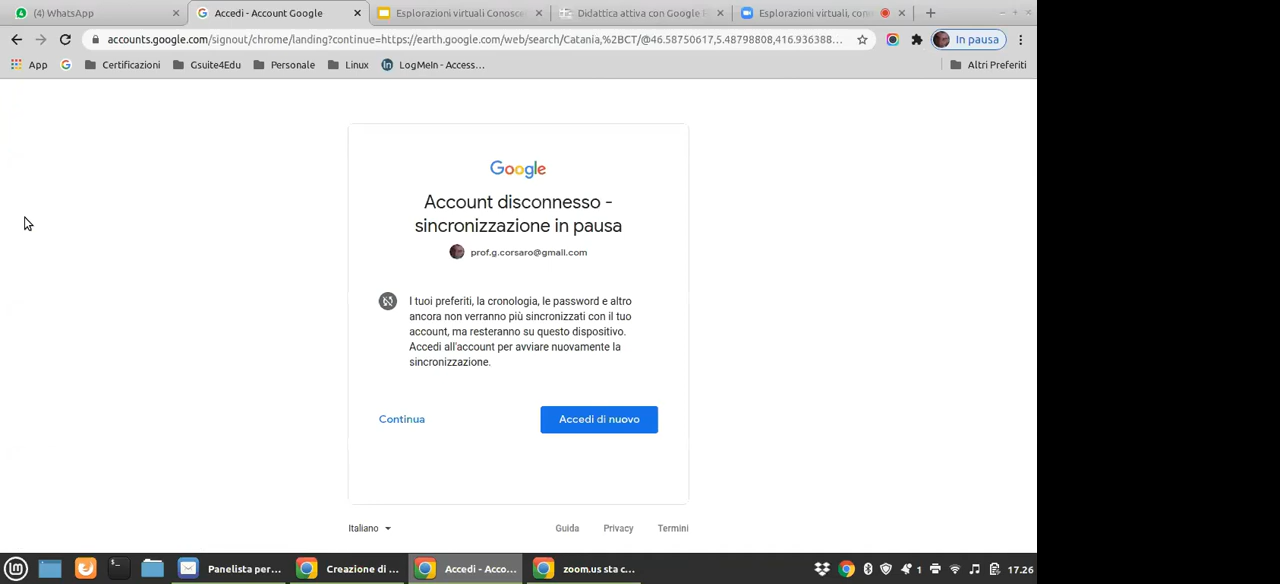 (4) WhatsApp
Accedi - Account Google
Esplorazioni virtuali Conosce
Didattica attiva con Google E
Esplorazioni virtuali, con
accounts.google.com/signout/chrome/landing?continue=https://earth.google.com/web/search/Catania,%2BCT/@46.58750617,5.48798808,416.936388...
In pausa
App
Certificazioni
Gsuite4Edu
Personale
Linux
LogMeIn - Access...
Altri Preferiti
Google
Account disconnesso -
sincronizzazione in pausa
prof.g.corsaro@gmail.com
I tuoi preferiti, la cronologia, le password e altro
ancora non verranno più sincronizzati con il tuo
account, ma resteranno su questo dispositivo.
Accedi all'account per avviare nuovamente la
sincronizzazione.
Continua
Accedi di nuovo
Italiano
Guida
Privacy
Termini
Panelista per...
Creazione di ...
Accedi - Acco...
zoom.us sta c...
1
17.26